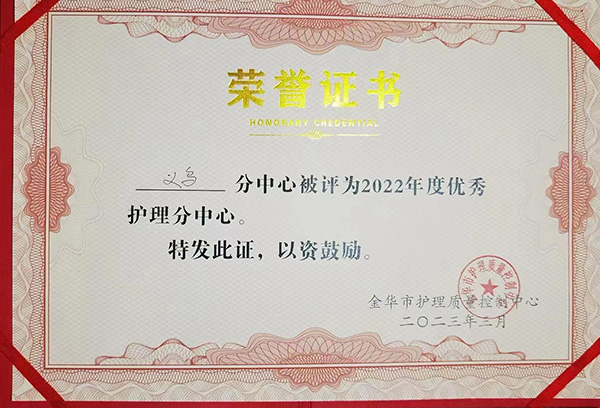 荣誉证书
HONORARY CREDENTIAL
义乌 分中心被评为2022年度优秀
护理分中心。
特发此证，以资鼓励。
金华市护理质量控制中心
二〇二三年三月